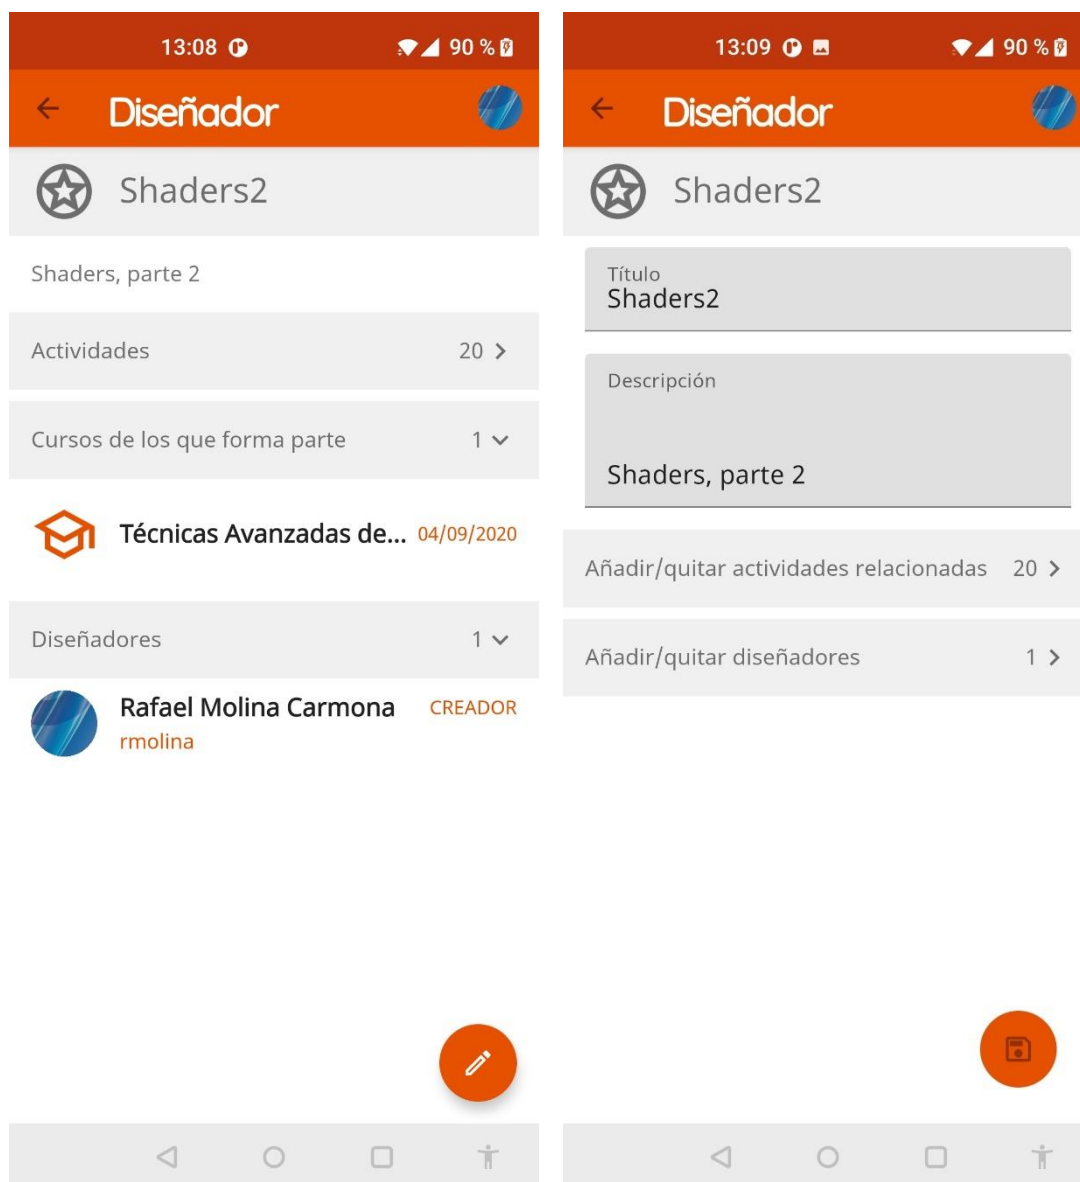 13:08
90 %
Diseñador
Shaders2
Shaders, parte 2
Actividades 20
Cursos de los que forma parte 1
Técnicas Avanzadas de... 04/09/2020
Diseñadores 1
Rafael Molina Carmona CREADOR
rmolina
13:09
90 %
Diseñador
Shaders2
Título
Shaders2
Descripción
Shaders, parte 2
Añadir/quitar actividades relacionadas 20
Añadir/quitar diseñadores 1